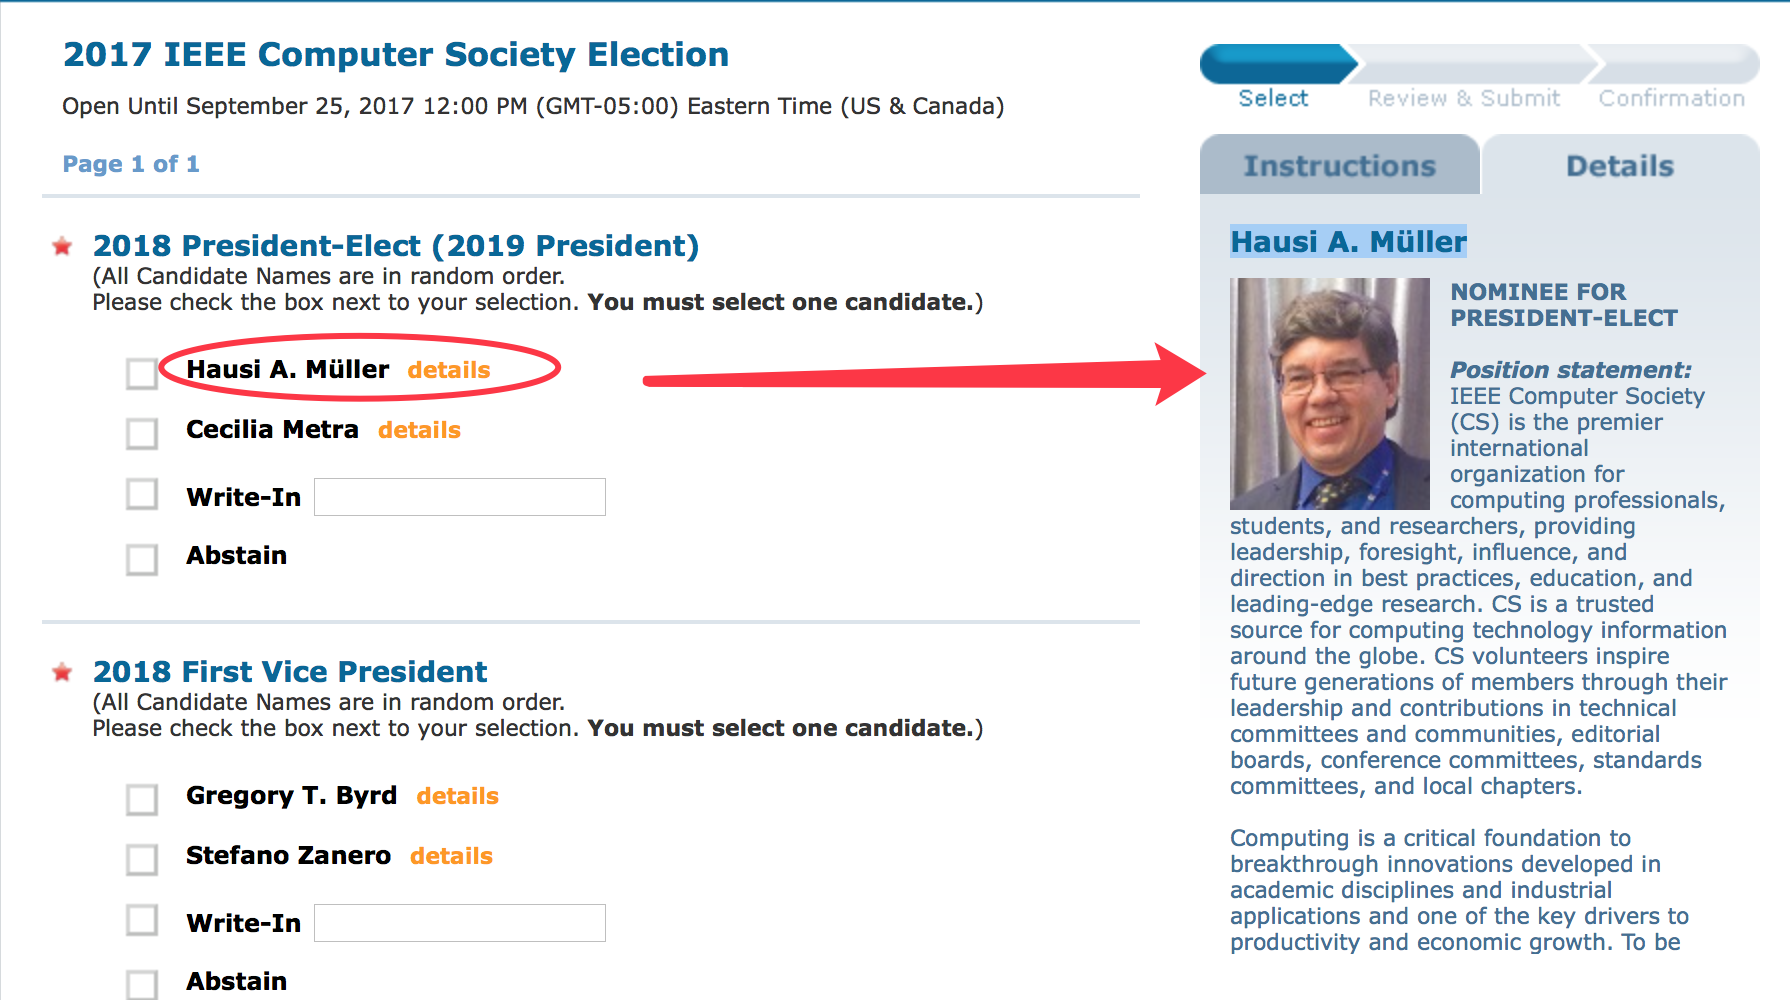 2017 IEEE Computer Society Election
Open Until September 25, 2017 12:00 PM (GMT-05:00) Eastern Time (US & Canada)
Page 1 of 1
2018 President-Elect (2019 President)
(All Candidate Names are in random order.
Please check the box next to your selection. You must select one candidate.)
Hausi A. Müller details
Cecilia Metra details
Write-In
Abstain
2018 First Vice President
(All Candidate Names are in random order.
Please check the box next to your selection. You must select one candidate.)
Gregory T. Byrd details
Stefano Zanero details
Write-In
Abstain
Select Review & Submit Confirmation
Instructions Details
Hausi A. Müller
NOMINEE FOR
PRESIDENT-ELECT
Position statement:
IEEE Computer Society
(CS) is the premier
international
organization for
computing professionals,
students, and researchers, providing
leadership, foresight, influence, and
direction in best practices, education, and
leading-edge research. CS is a trusted
source for computing technology information
around the globe. CS volunteers inspire
future generations of members through their
leadership and contributions in technical
committees and communities, editorial
boards, conference committees, standards
committees, and local chapters.
Computing is a critical foundation to
breakthrough innovations developed in
academic disciplines and industrial
applications and one of the key drivers to
productivity and economic growth. To be